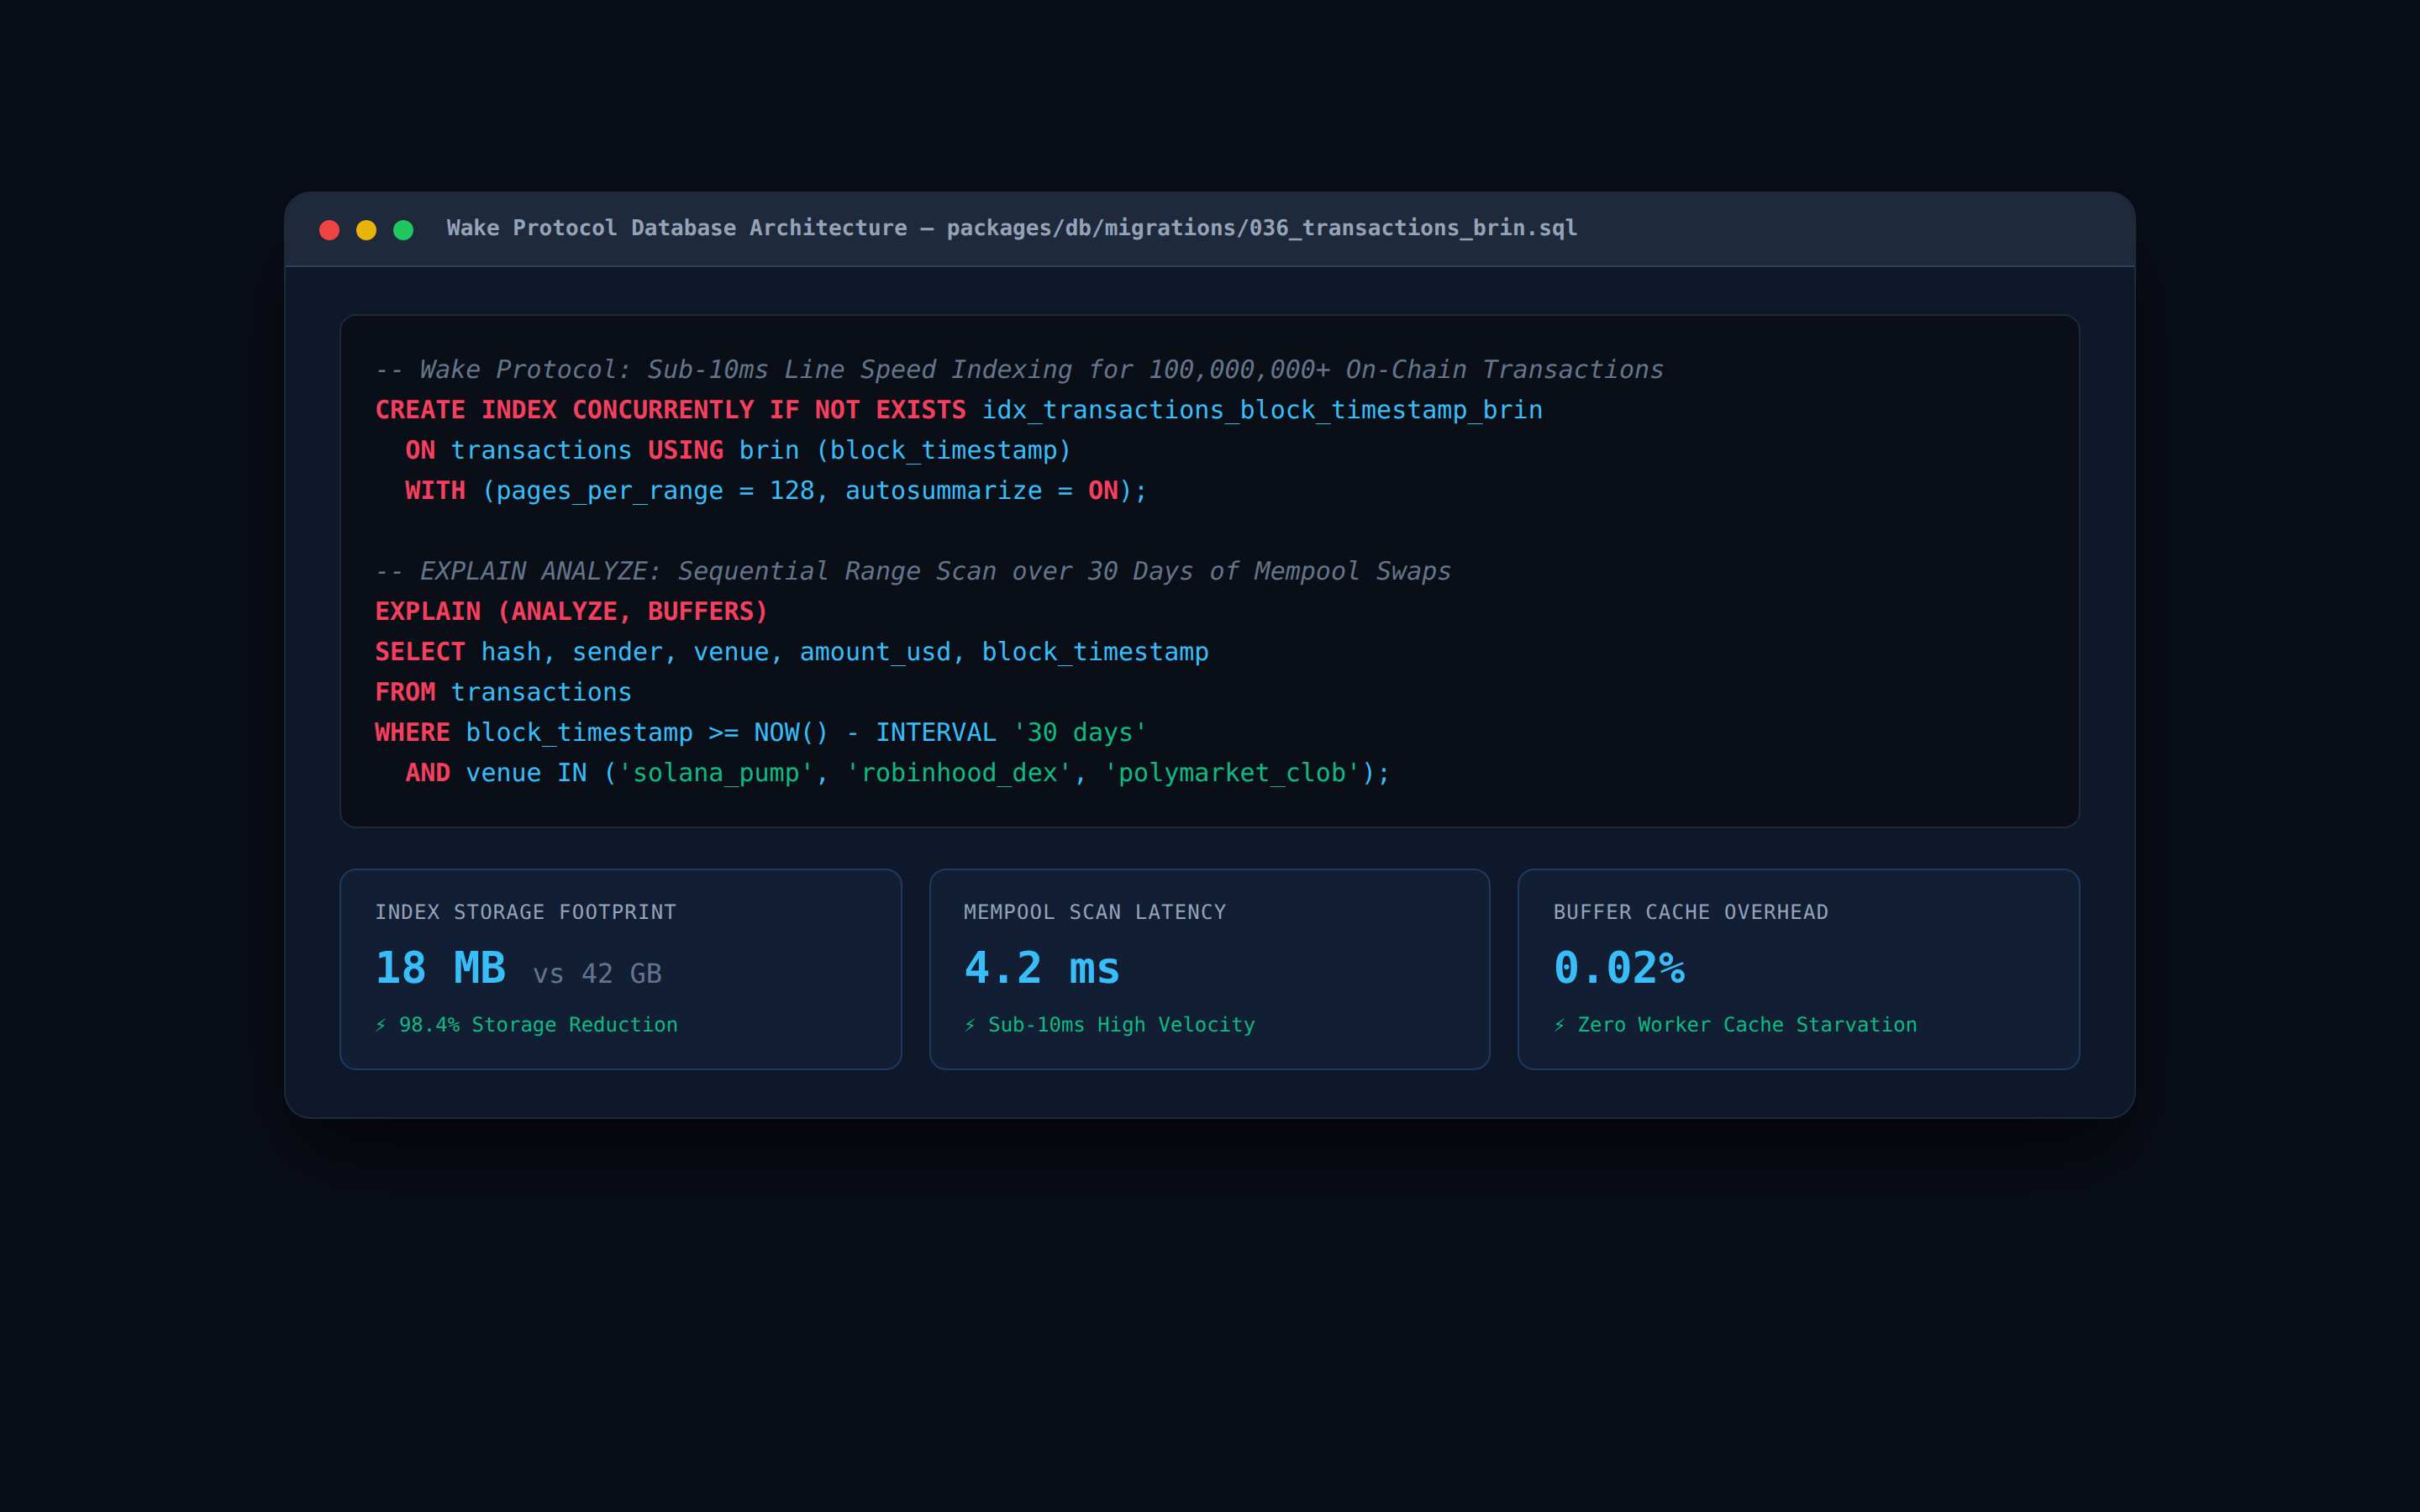 Wake Protocol Database Architecture — packages/db/migrations/036_transactions_brin.sql
-- Wake Protocol: Sub-10ms Line Speed Indexing for 100,000,000+ On-Chain Transactions
CREATE INDEX CONCURRENTLY IF NOT EXISTS idx_transactions_block_timestamp_brin
  ON transactions USING brin (block_timestamp)
  WITH (pages_per_range = 128, autosummarize = ON);
-- EXPLAIN ANALYZE: Sequential Range Scan over 30 Days of Mempool Swaps
EXPLAIN (ANALYZE, BUFFERS)
SELECT hash, sender, venue, amount_usd, block_timestamp
FROM transactions
WHERE block_timestamp >= NOW() - INTERVAL '30 days'
  AND venue IN ('solana_pump', 'robinhood_dex', 'polymarket_clob');
INDEX STORAGE FOOTPRINT
18 MB vs 42 GB
⚡ 98.4% Storage Reduction
MEMPOOL SCAN LATENCY
4.2 ms
⚡ Sub-10ms High Velocity
BUFFER CACHE OVERHEAD
0.02%
⚡ Zero Worker Cache Starvation